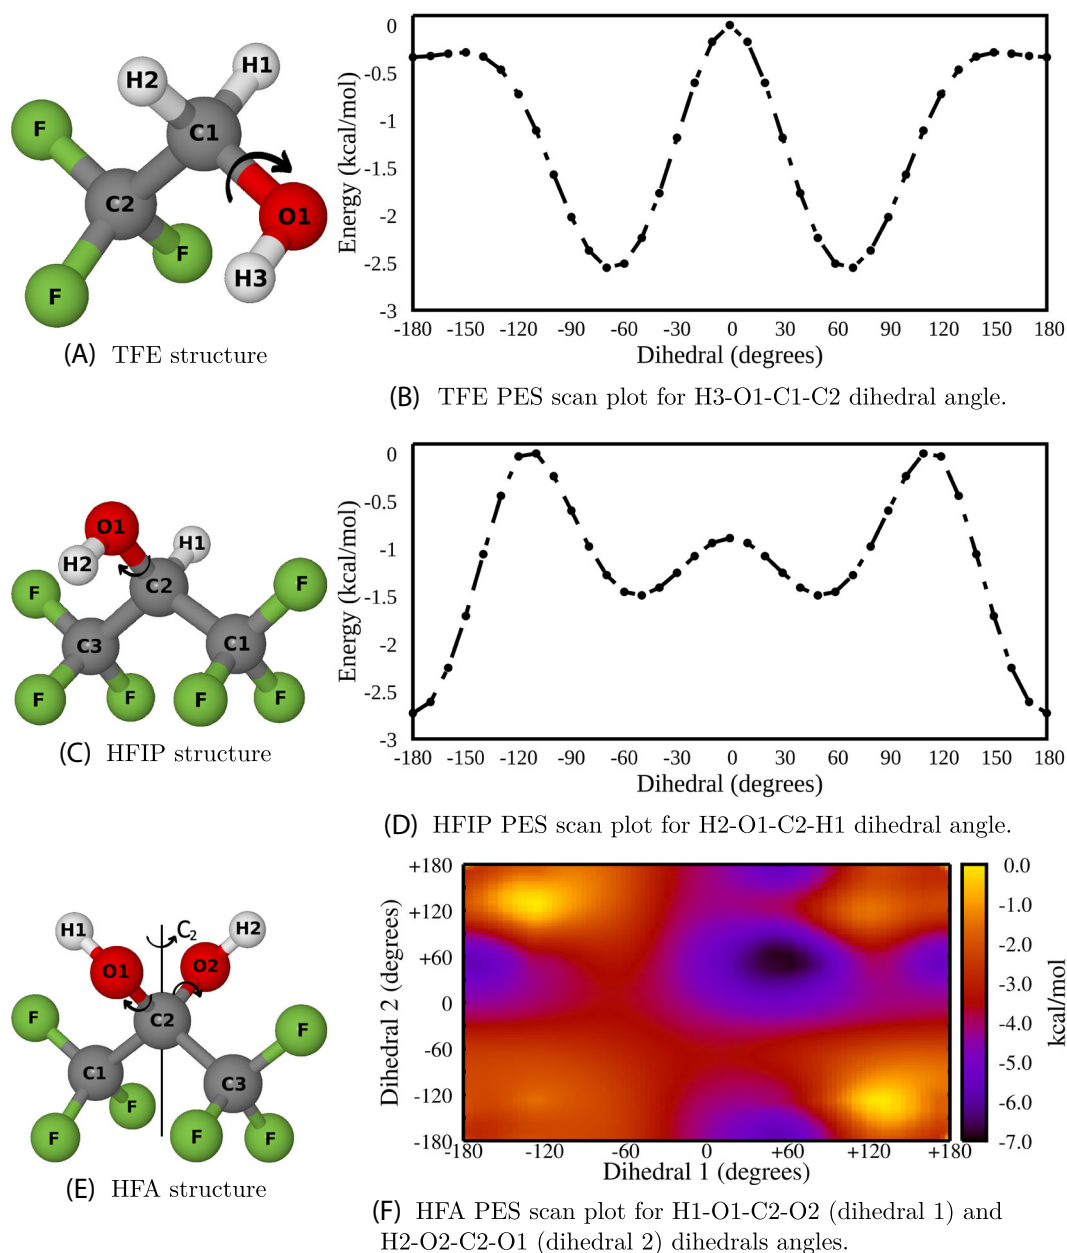 H2
H1
C1
F
C2
O1
F
H3
F
(A) TFE structure
Energy (kcal/mol)
0
-0.5
-1
-1.5
-2
-2.5
-3
-180 -150 -120 -90 -60 -30 0 30 60 90 120 150 180
Dihedral (degrees)
(B) TFE PES scan plot for H3-O1-C1-C2 dihedral angle.
O1
H1
H2
C2
F
F
C3
C1
F
F
F
F
(C) HFIP structure
Energy (kcal/mol)
0
-0.5
-1
-1.5
-2
-2.5
-3
-180 -150 -120 -90 -60 -30 0 30 60 90 120 150 180
Dihedral (degrees)
(D) HFIP PES scan plot for H2-O1-C2-H1 dihedral angle.
H1
C2
H2
O1
O2
C2
F
F
C1
C3
F
F
F
F
(E) HFA structure
Dihedral 2 (degrees)
+180
+120
+60
0
-60
-120
-180
-180 -120 -60 0 +60 +120 +180
Dihedral 1 (degrees)
0.0
-1.0
-2.0
-3.0
-4.0
-5.0
-6.0
-7.0
kcal/mol
(F) HFA PES scan plot for H1-O1-C2-O2 (dihedral 1) and
H2-O2-C2-O1 (dihedral 2) dihedrals angles.